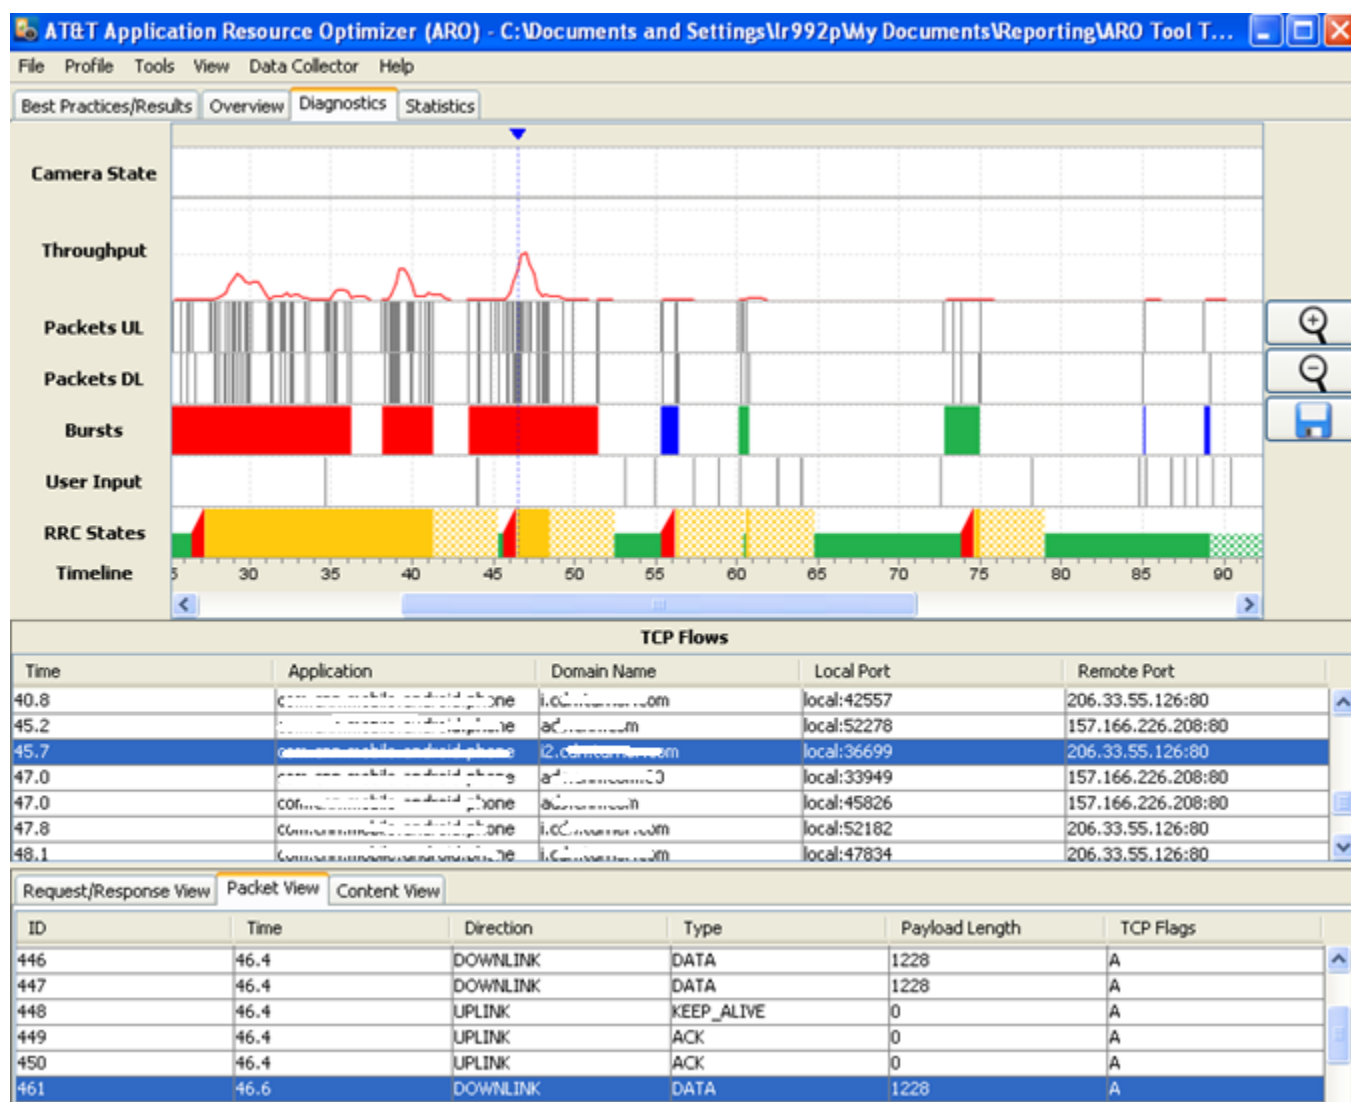 AT&T Application Resource Optimizer (ARO) - C:\Documents and Settings\lr992p\My Documents\Reporting\ARO Tool T...
File Profile Tools View Data Collector Help
Best Practices/Results Overview Diagnostics Statistics
Camera State
Throughput
Packets UL
Packets DL
Bursts
User Input
RRC States
Timeline 5 30 35 40 45 50 55 60 65 70 75 80 85 90
TCP Flows
Time Application Domain Name Local Port Remote Port
40.8 local:42557 206.33.55.126:80
45.2 local:52278 157.166.226.208:80
45.7 local:36699 206.33.55.126:80
47.0 local:33949 157.166.226.208:80
47.0 local:45826 157.166.226.208:80
47.8 local:52182 206.33.55.126:80
48.1 local:47834 206.33.55.126:80
Request/Response View Packet View Content View
ID Time Direction Type Payload Length TCP Flags
446 46.4 DOWNLINK DATA 1228 A
447 46.4 DOWNLINK DATA 1228 A
448 46.4 UPLINK KEEP_ALIVE 0 A
449 46.4 UPLINK ACK 0 A
450 46.4 UPLINK ACK 0 A
461 46.6 DOWNLINK DATA 1228 A